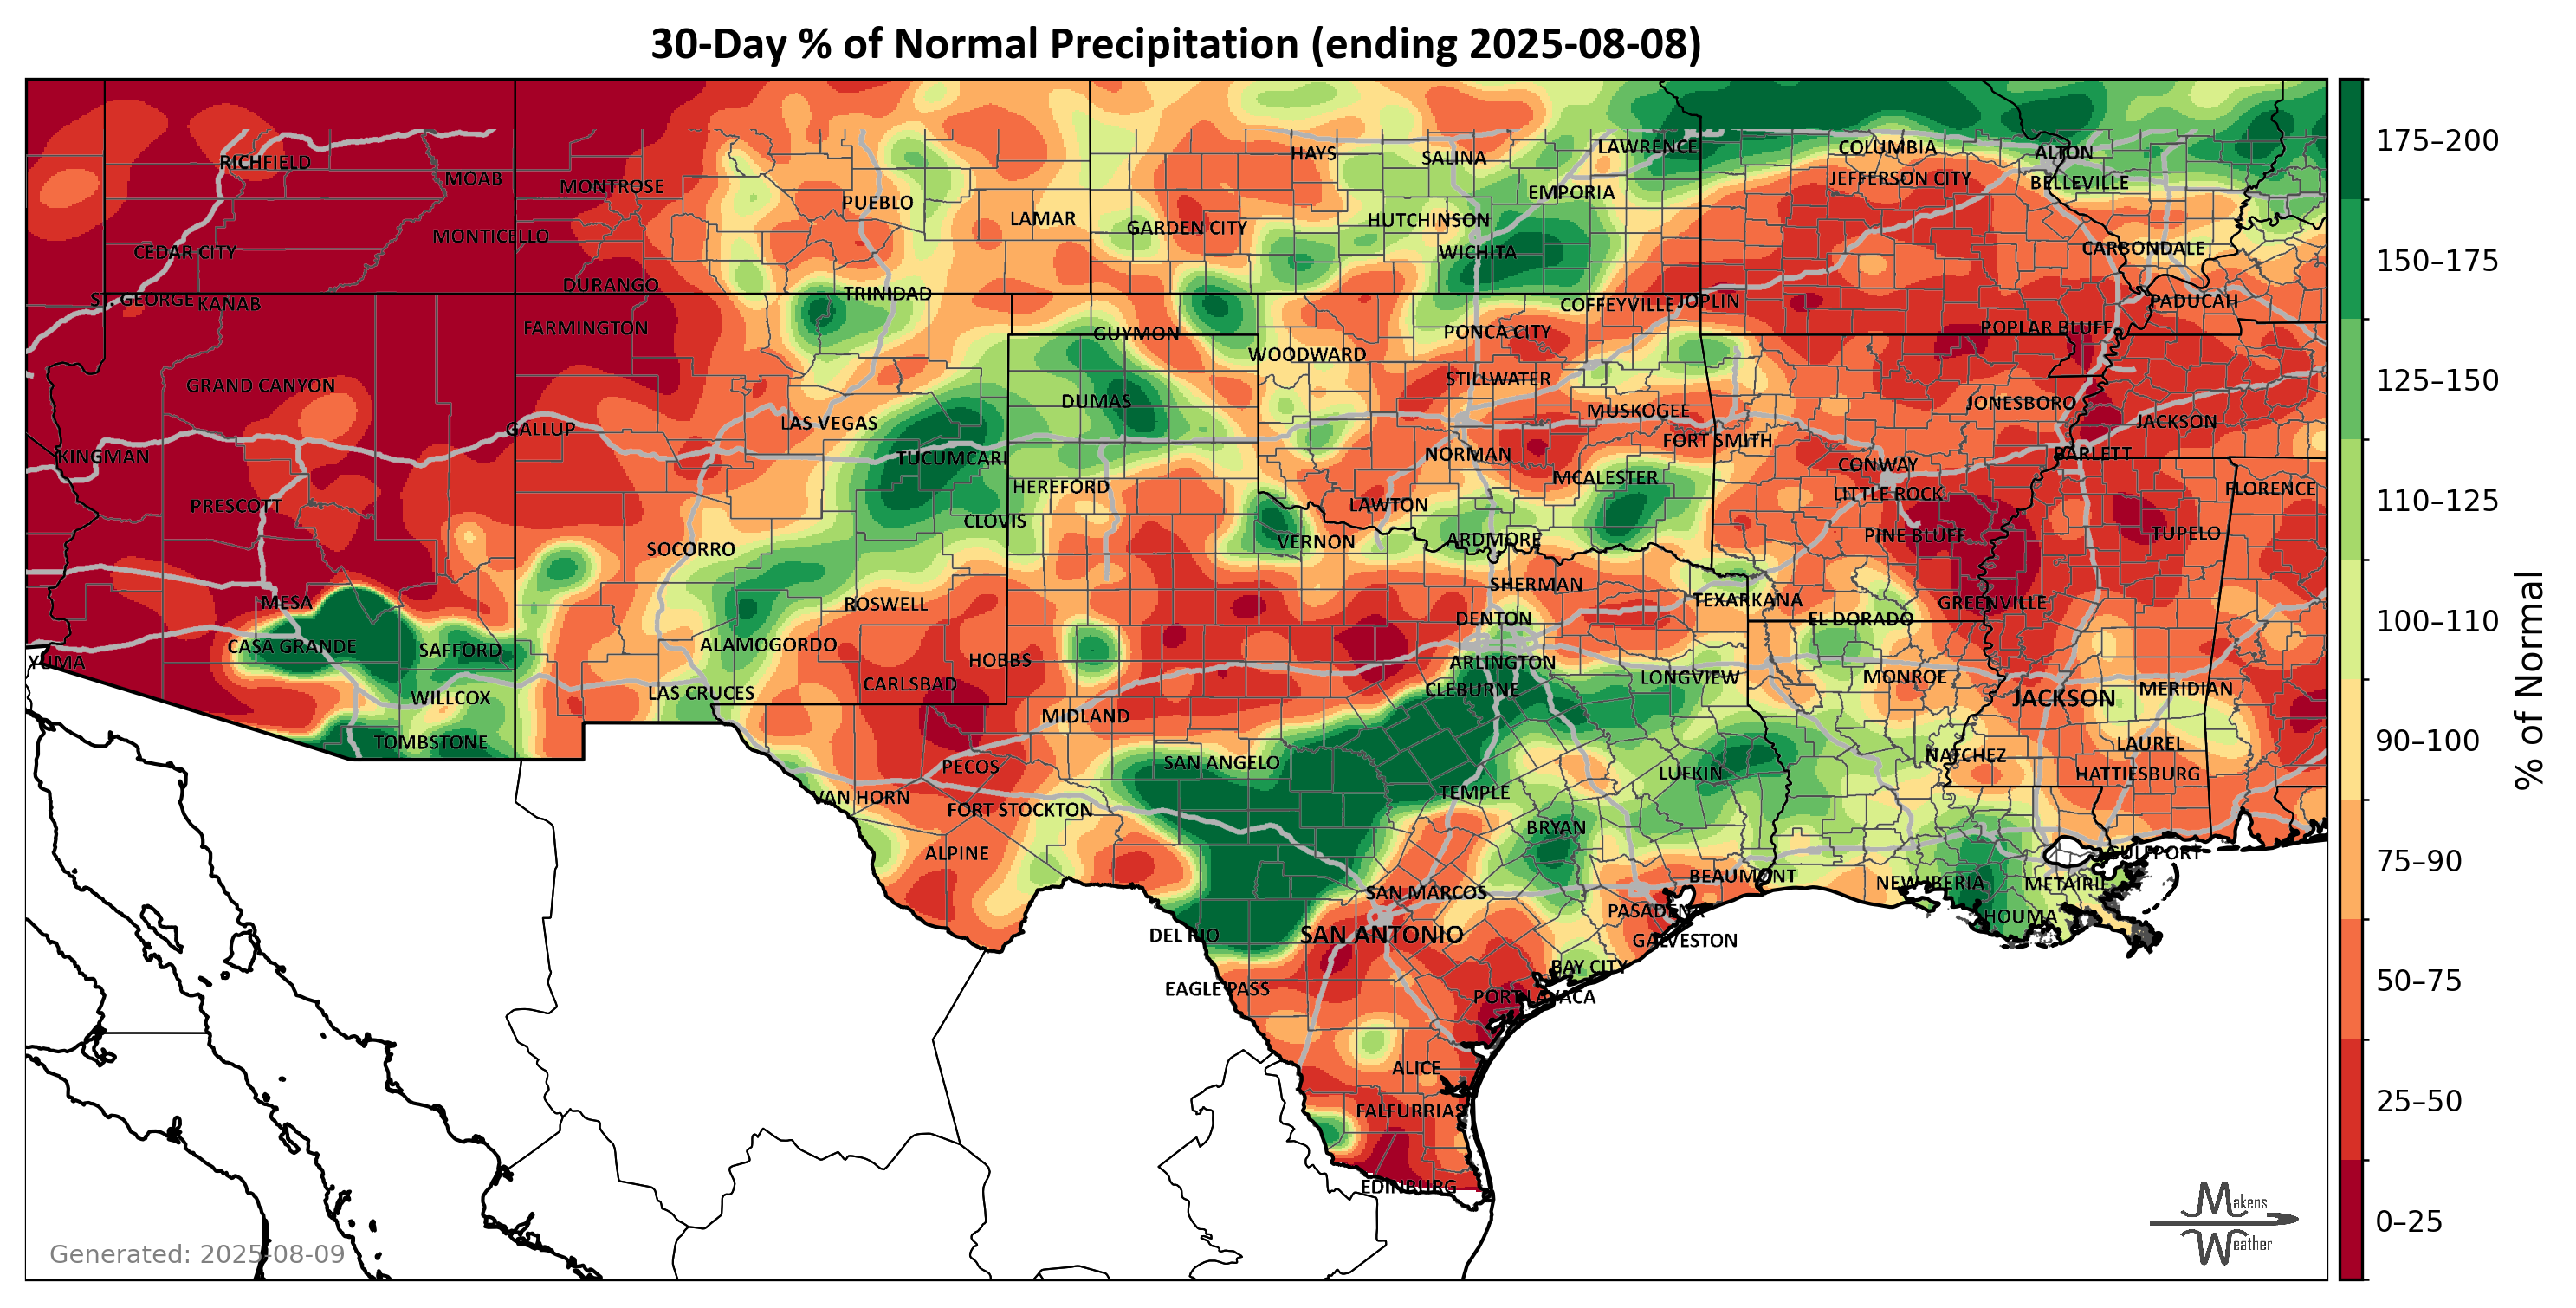 30-Day % of Normal Precipitation (ending 2025-08-08)
HAYS
SALINA
LAWRENCE
COLUMBIA
ALTON
RICHFIELD
MOAB
MONTROSE
PUEBLO
EMPORIA
JEFFERSON CITY
BELLEVILLE
LAMAR
GARDEN CITY
HUTCHINSON
MONTICELLO
CEDAR CITY
WICHITA
CARBONDALE
DURANGO
TRINIDAD
ST. GEORGE
KANAB
COFFEYVILLE
JOPLIN
PADUCAH
FARMINGTON
GUYMON
PONCA CITY
POPLAR BLUFF
WOODWARD
GRAND CANYON
STILLWATER
DUMAS
MUSKOGEE
JONESBORO
LAS VEGAS
JACKSON
GALLUP
FORT SMITH
KINGMAN
TUCUMCARI
NORMAN
BARLETT
CONWAY
HEREFORD
MCALESTER
LITTLE ROCK
FLORENCE
PRESCOTT
LAWTON
CLOVIS
PINE BLUFF
TUPELO
SOCORRO
VERNON
ARDMORE
SHERMAN
MESA
ROSWELL
TEXARKANA
GREENVILLE
DENTON
EL DORADO
CASA GRANDE
SAFFORD
ALAMOGORDO
YUMA
HOBBS
ARLINGTON
LONGVIEW
MONROE
CARLSBAD
CLEBURNE
MERIDIAN
WILLCOX
LAS CRUCES
JACKSON
MIDLAND
TOMBSTONE
LAUREL
NATCHEZ
PECOS
SAN ANGELO
LUFKIN
HATTIESBURG
VAN HORN
FORT STOCKTON
TEMPLE
BRYAN
ALPINE
GULFPORT
BEAUMONT
NEW IBERIA
METAIRIE
SAN MARCOS
PASADENA
HOUMA
DEL RIO
SAN ANTONIO
GALVESTON
BAY CITY
EAGLE PASS
PORT LAVACA
ALICE
FALFURRIAS
EDINBURG
Generated: 2025-08-09
Makens
Weather
175–200
150–175
125–150
110–125
100–110
90–100
75–90
50–75
25–50
0–25
% of Normal